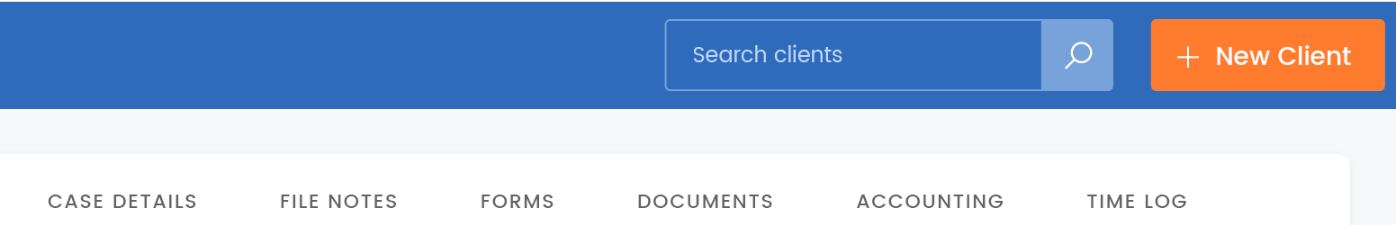 Search clients
New Client
CASE DETAILS FILE NOTES FORMS DOCUMENTS ACCOUNTING TIME LOG